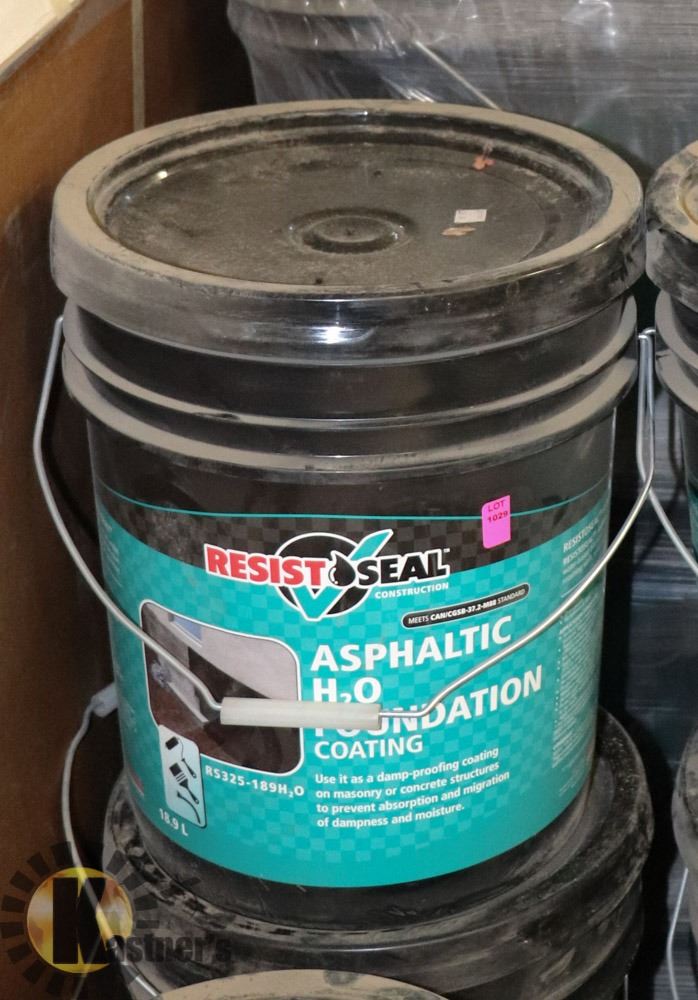 LOT
1029
RESISTOSEAL™
CONSTRUCTION
MEETS CAN/CGSB-37.2-M88 STANDARD
ASPHALTIC
H₂O
FOUNDATION
COATING
RS325-189H₂O
Use it as a damp-proofing coating
on masonry or concrete structures
to prevent absorption and migration
of dampness and moisture.
18.9 L
Kastner's